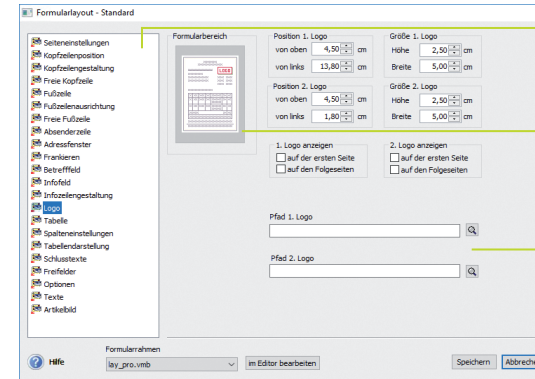 Formularlayout - Standard
Seiteneinstellungen
Kopfzeilenposition
Kopfzeilengestaltung
Freie Kopfzeile
Fußzeile
Fußzeilenausrichtung
Freie Fußzeile
Absenderzeile
Adressfenster
Frankieren
Betrefffeld
Infofeld
Infozeilengestaltung
Logo
Tabelle
Spalteneinstellungen
Tabellendarstellung
Schlusstexte
Freifelder
Optionen
Texte
Artikelbild
Formularbereich
LOGO
Position 1. Logo
von oben 4,50 cm
von links 13,80 cm
Größe 1. Logo
Höhe 2,50 cm
Breite 5,00 cm
Position 2. Logo
von oben 4,50 cm
von links 1,80 cm
Größe 2. Logo
Höhe 2,50 cm
Breite 5,00 cm
1. Logo anzeigen
auf der ersten Seite
auf den Folgeseiten
2. Logo anzeigen
auf der ersten Seite
auf den Folgeseiten
Pfad 1. Logo
Pfad 2. Logo
Hilfe
Formularrahmen
lay_pro.vmb
im Editor bearbeiten
Speichern
Abbreche